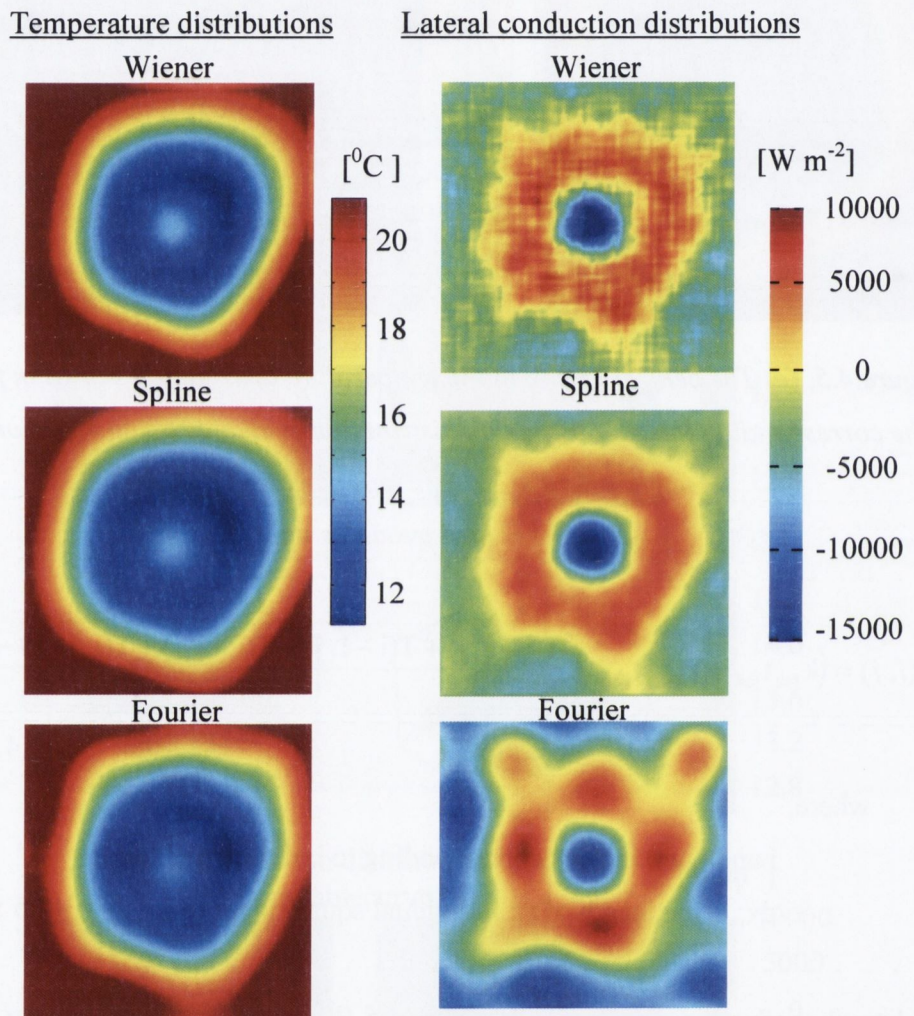 Temperature distributions
Lateral conduction distributions
Wiener
Wiener
[⁰C ]
20
18
16
14
12
[W m⁻²]
10000
5000
0
-5000
-10000
-15000
Spline
Spline
Fourier
Fourier